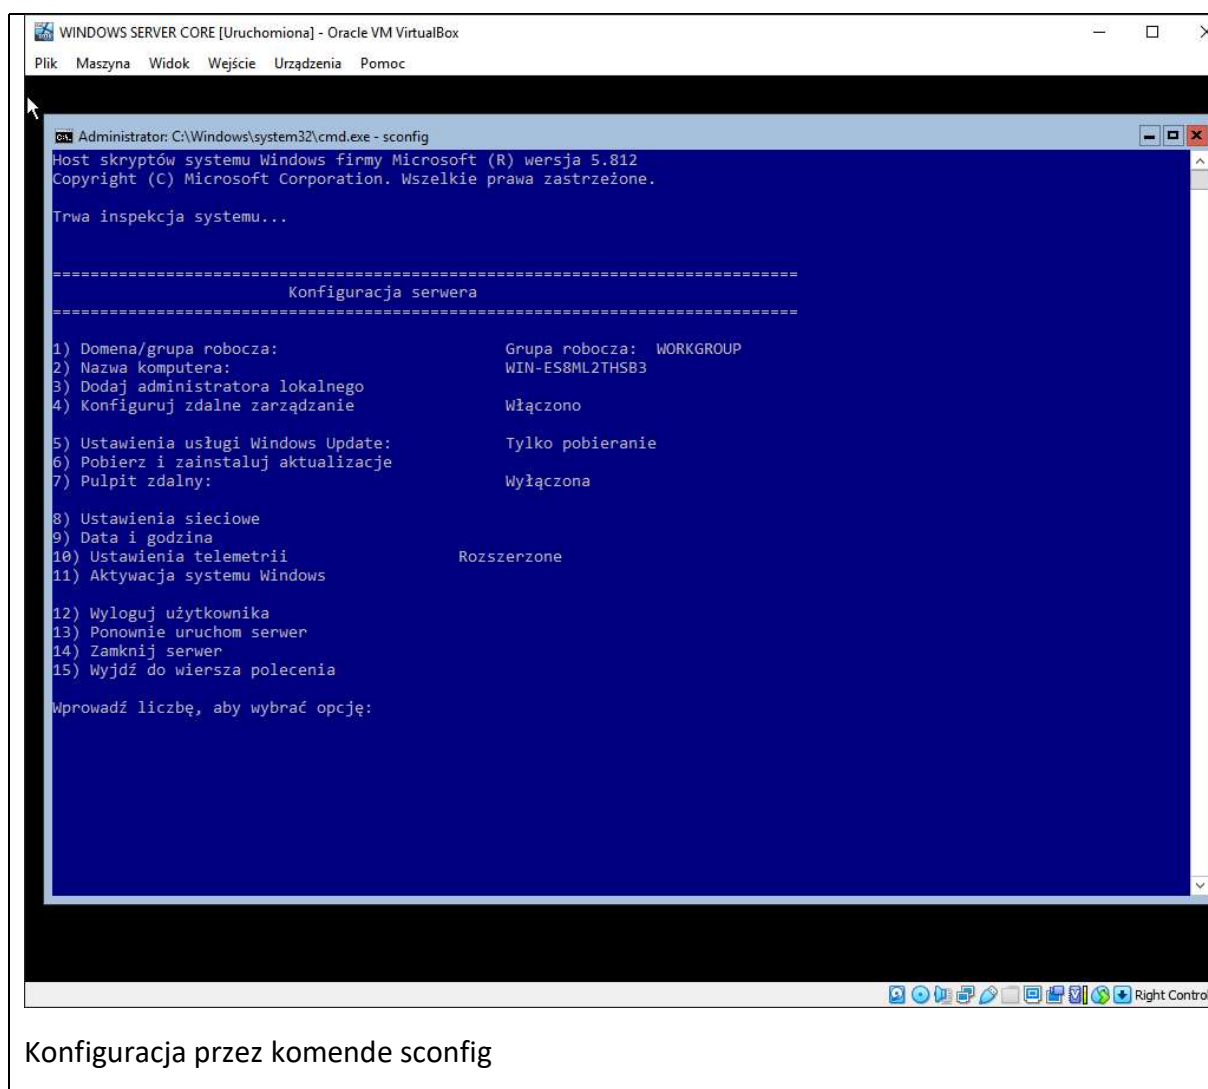 WINDOWS SERVER CORE [Uruchomiona] - Oracle VM VirtualBox
Plik Maszyna Widok Wejście Urządzenia Pomoc
Administrator: C:\Windows\system32\cmd.exe - sconfig
Host skryptów systemu Windows firmy Microsoft (R) wersja 5.812
Copyright (C) Microsoft Corporation. Wszelkie prawa zastrzeżone.
Trwa inspekcja systemu...
===============================================================================
Konfiguracja serwera
===============================================================================
1) Domena/grupa robocza: Grupa robocza: WORKGROUP
2) Nazwa komputera: WIN-ES8ML2THSB3
3) Dodaj administratora lokalnego
4) Konfiguruj zdalne zarządzanie Włączono
5) Ustawienia usługi Windows Update: Tylko pobieranie
6) Pobierz i zainstaluj aktualizacje
7) Pulpit zdalny: Wyłączona
8) Ustawienia sieciowe
9) Data i godzina
10) Ustawienia telemetrii Rozszerzone
11) Aktywacja systemu Windows
12) Wyloguj użytkownika
13) Ponownie uruchom serwer
14) Zamknij serwer
15) Wyjdź do wiersza polecenia
Wprowadź liczbę, aby wybrać opcję:
Right Contro
Konfiguracja przez komende sconfig